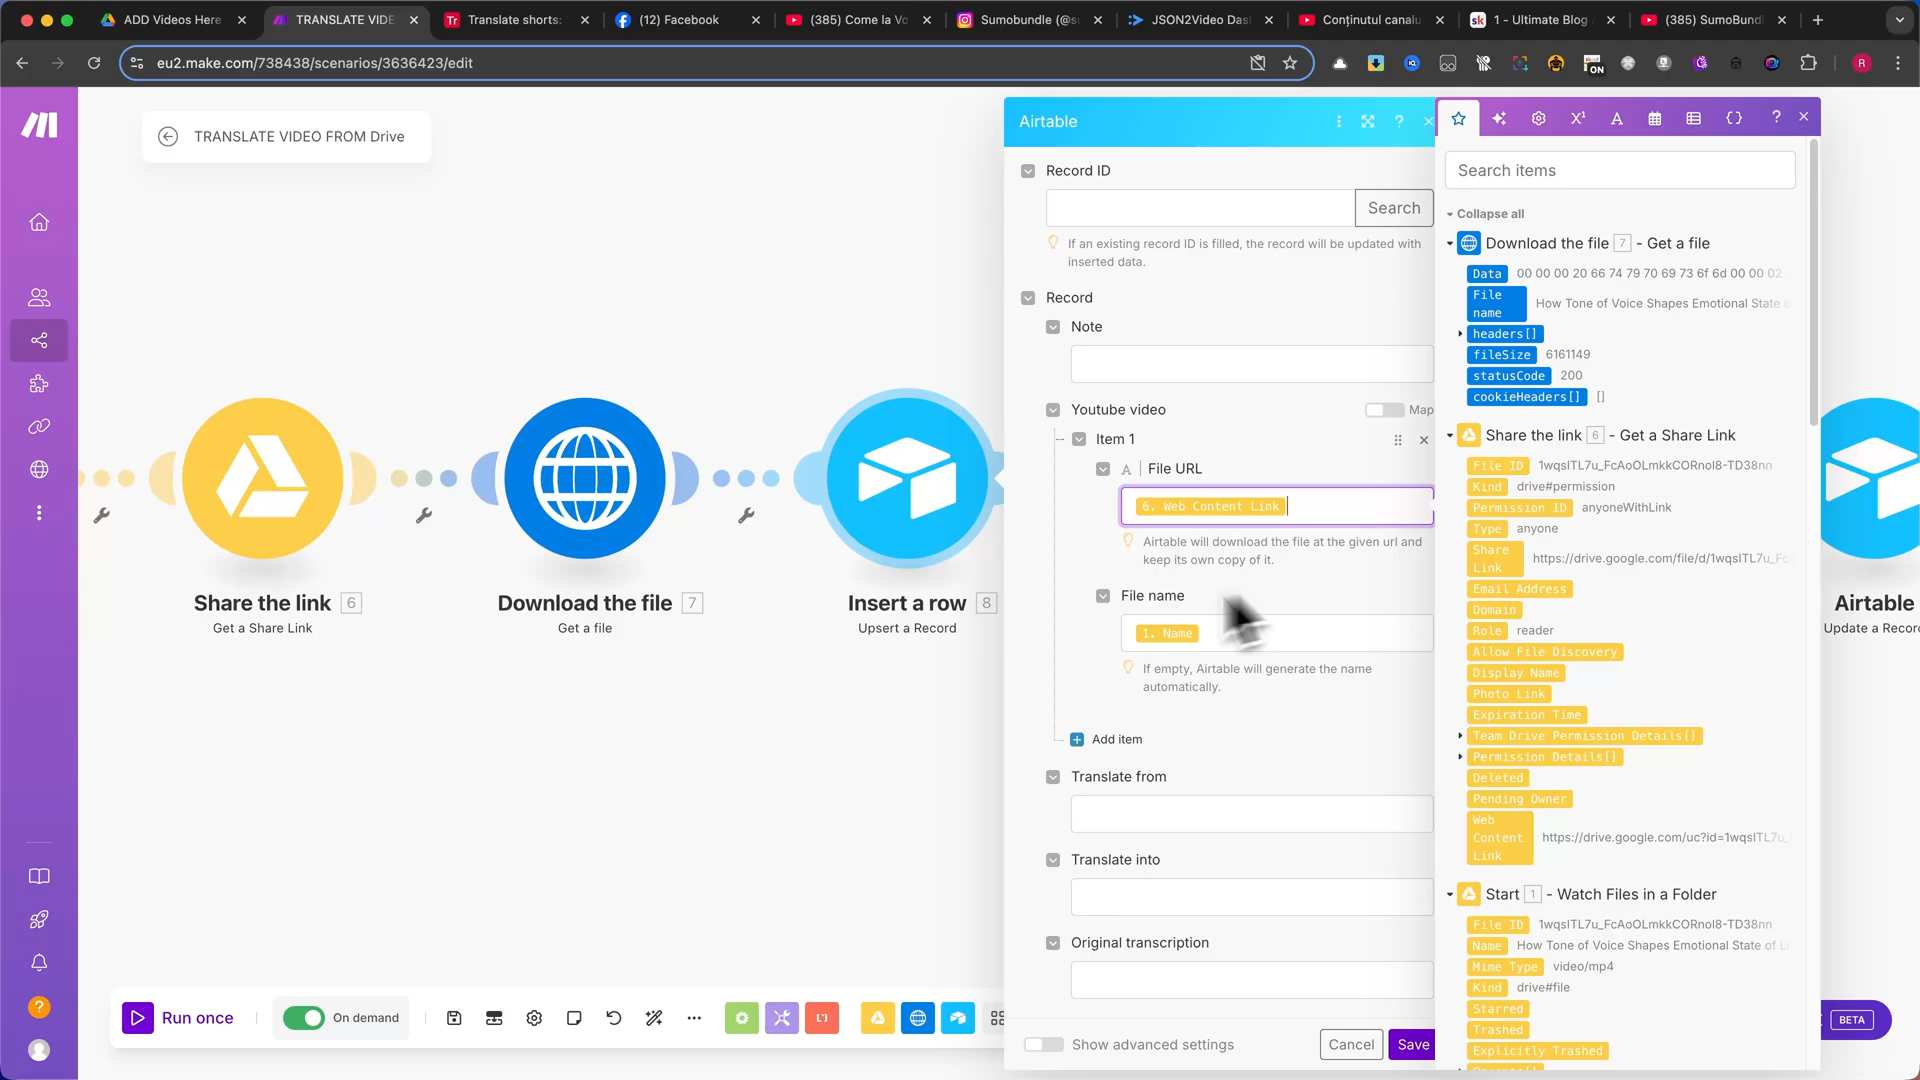 ADD Videos Here
TRANSLATE VIDE
Translate shorts:
(12) Facebook
(385) Come la Vo
Sumobundle (@su
JSON2Video Das
Conținutul canalu
1 - Ultimate Blog
(385) SumoBund
eu2.make.com/738438/scenarios/3636423/edit
ON
R
TRANSLATE VIDEO FROM Drive
Airtable
Record ID
Search
If an existing record ID is filled, the record will be updated with
inserted data.
Record
Note
Youtube video
Map
Item 1
A
File URL
6. Web Content Link
Airtable will download the file at the given url and
keep its own copy of it.
File name
1. Name
If empty, Airtable will generate the name
automatically.
Add item
Translate from
Translate into
Original transcription
Show advanced settings
Cancel
Save
Search items
Collapse all
Download the file 7 - Get a file
Data 00 00 00 20 66 74 79 70 69 73 6f 6d 00 00 02
File name How Tone of Voice Shapes Emotional State o
headers[]
fileSize 6161149
statusCode 200
cookieHeaders[] []
Share the link 6 - Get a Share Link
File ID 1wqsITL7u_FcAoOLmkkCORnoI8-TD38nn
Kind drive#permission
Permission ID anyoneWithLink
Type anyone
Share Link https://drive.google.com/file/d/1wqsITL7u_Fc
Email Address
Domain
Role reader
Allow File Discovery
Display Name
Photo Link
Expiration Time
Team Drive Permission Details[]
Permission Details[]
Deleted
Pending Owner
Web Content Link https://drive.google.com/uc?id=1wqsITL7u_
Start 1 - Watch Files in a Folder
File ID 1wqsITL7u_FcAoOLmkkCORnoI8-TD38nn
Name How Tone of Voice Shapes Emotional State of L
Mime Type video/mp4
Kind drive#file
Starred
Trashed
Explicitly Trashed
Share the link 6
Get a Share Link
Download the file 7
Get a file
Insert a row 8
Upsert a Record
Airtable
Update a Recor
Run once
On demand
BETA